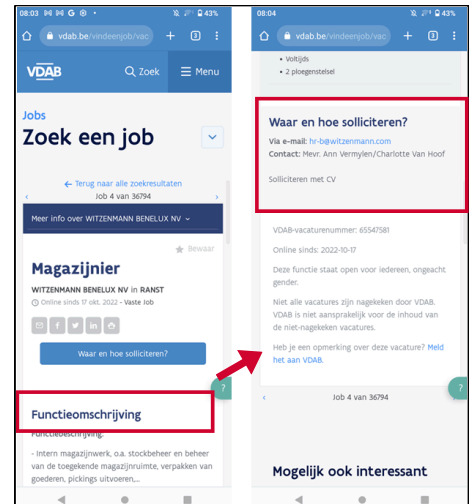 08:03 G 43%
vdab.be/vindeenjob/vac
VDAB Zoek Menu
Jobs
Zoek een job
← Terug naar alle zoekresultaten
‹ Job 4 van 36794 ›
Meer info over WITZENMANN BENELUX NV
Bewaar
Magazijnier
WITZENMANN BENELUX NV in RANST
Online sinds 17 okt. 2022 - Vaste Job
Waar en hoe solliciteren?
?
Functieomschrijving
Functiebeschrijving:
- Intern magazijnwerk, o.a. stockbeheer en beheer
van de toegekende magazijnruimte, verpakken van
goederen, pickings uitvoeren,...
08:04 43%
vdab.be/vindeenjob/vac
• Voltijds
• 2 ploegenstelsel
Waar en hoe solliciteren?
Via e-mail: hr-b@witzenmann.com
Contact: Mevr. Ann Vermylen/Charlotte Van Hoof
Solliciteren met CV
VDAB-vacaturenummer: 65547581
Online sinds: 2022-10-17
Deze functie staat open voor iedereen, ongeacht
gender.
Niet alle vacatures zijn nagekeken door VDAB.
VDAB is niet aansprakelijk voor de inhoud van
de niet-nagekeken vacatures.
Heb je een opmerking over deze vacature? Meld
het aan VDAB.
?
‹ Job 4 van 36794
Mogelijk ook interessant